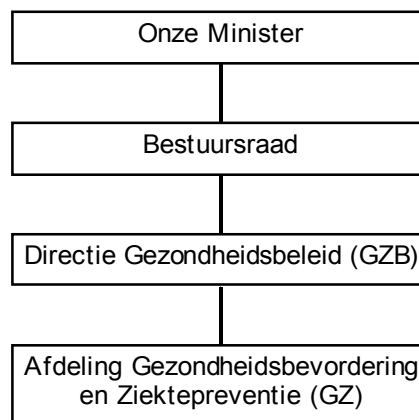 Onze Minister
Bestuursraad
Directie Gezondheidsbeleid (GZB)
Afdeling Gezondheidsbevordering
en Ziektepreventie (GZ)